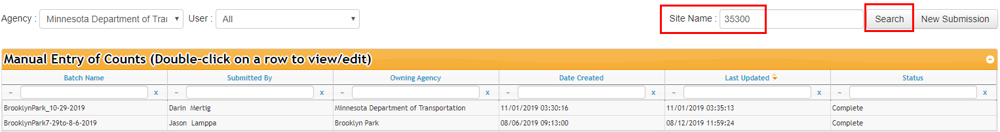 Agency : Minnesota Department of Tran User : All Site Name : 35300 Search New Submission
Manual Entry of Counts (Double-click on a row to view/edit)
Batch Name Submitted By Owning Agency Date Created Last Updated Status
~ x ~ x ~ x ~ x ~ x ~ x
BrooklynPark_10-29-2019 Darin Mertig Minnesota Department of Transportation 11/01/2019 03:30:16 11/01/2019 03:35:13 Complete
BrooklynPark7-29to-8-6-2019 Jason Lamppa Brooklyn Park 08/06/2019 09:13:00 08/12/2019 11:59:24 Complete